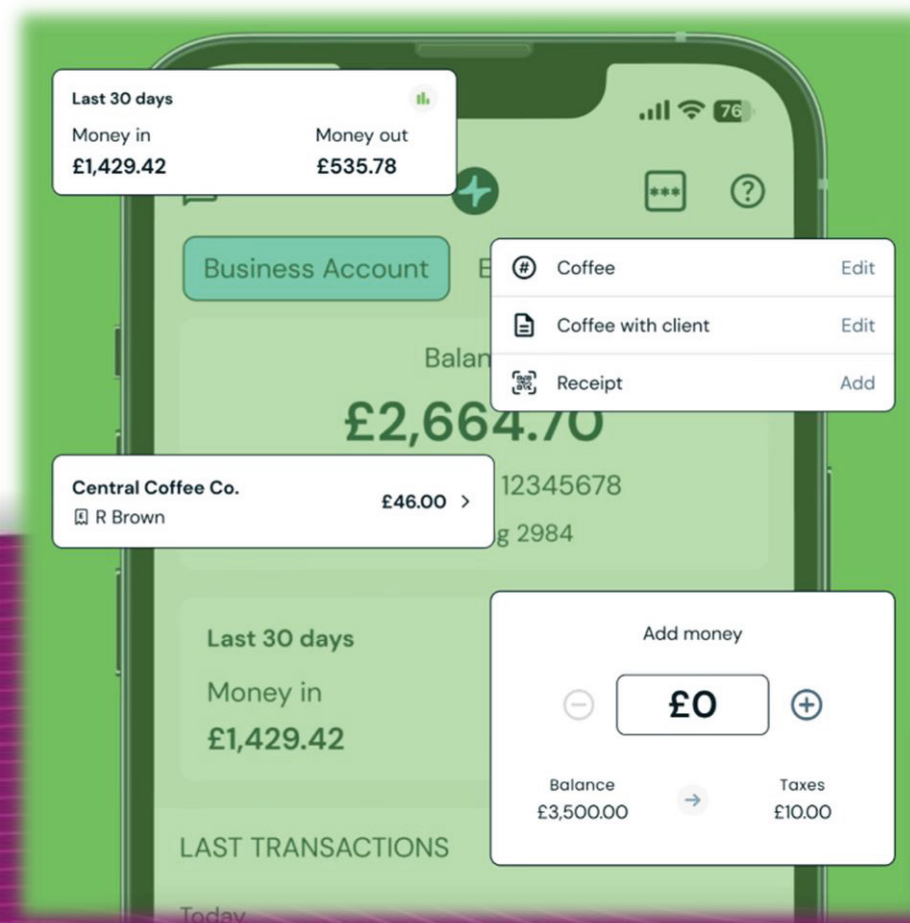 Last 30 days
Money in Money out
£1,429.42 £535.78
76
***
Business Account
# Coffee Edit
Coffee with client Edit
Receipt Add
£2,664.70
Central Coffee Co.
£46.00
R Brown
12345678
2984
Last 30 days
Money in
£1,429.42
Add money
£0
Balance Taxes
£3,500.00 £10.00
LAST TRANSACTIONS
Today